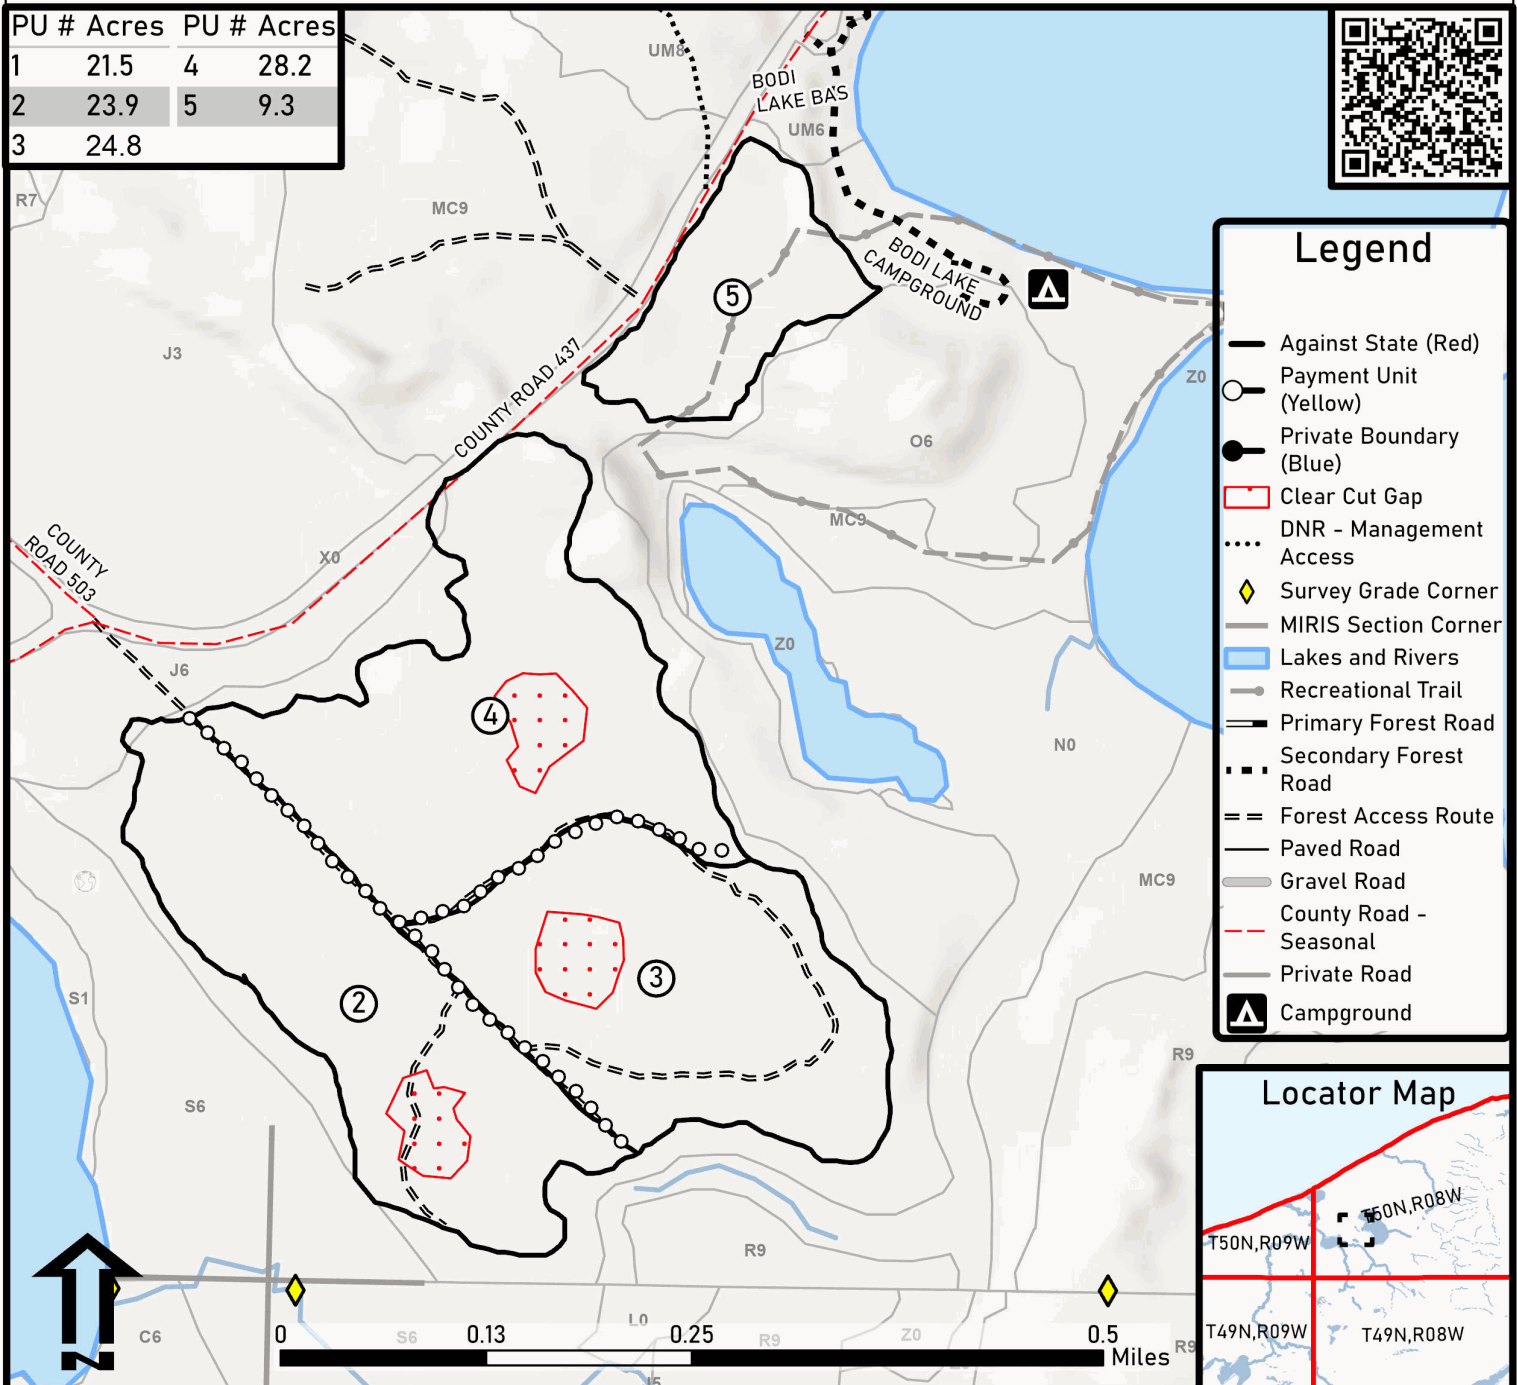 PU # Acres PU # Acres
1 21.5 4 28.2
2 23.9 5 9.3
3 24.8
UM8
BODI
LAKE BAS
UM6
R7
MC9
BODI LAKE
CAMPGROUND
5
J3
COUNTY ROAD 437
Z0
O6
MC9
COUNTY
ROAD 503
X0
J6
Z0
4
N0
MC9
3
2
S1
R9
S6
R9
C6
S6
L0
R9
Z0
R9
J5
N
0 0.13 0.25 0.5
Miles
Legend
Against State (Red)
Payment Unit
(Yellow)
Private Boundary
(Blue)
Clear Cut Gap
DNR - Management
Access
Survey Grade Corner
MIRIS Section Corner
Lakes and Rivers
Recreational Trail
Primary Forest Road
Secondary Forest
Road
Forest Access Route
Paved Road
Gravel Road
County Road -
Seasonal
Private Road
Campground
Locator Map
T50N,R08W
T50N,R09W
T49N,R09W
T49N,R08W